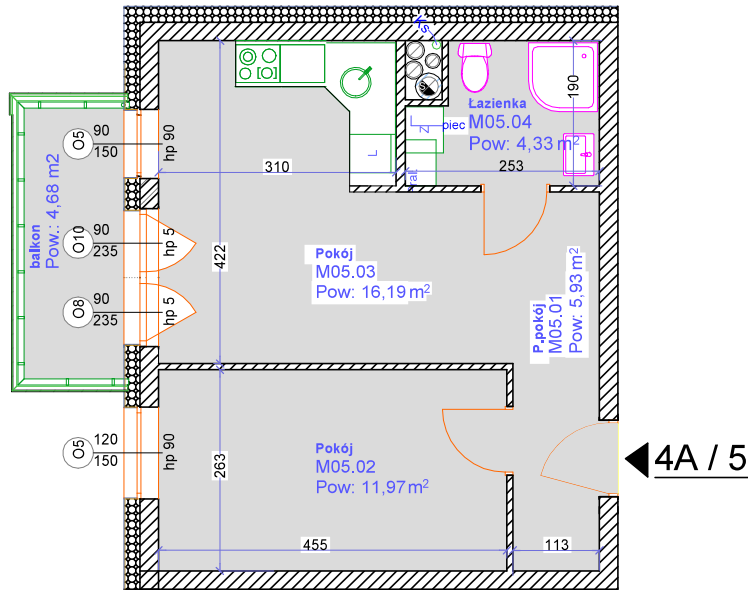 Ks
Łazienka
M05.04
Pow: 4,33 m²
190
L
Z
piec
L
310
253
O5
90
150
hp 90
balkon
Pow.: 4,68 m2
O10
90
235
hp 5
O8
90
235
hp 5
422
Pokój
M05.03
Pow: 16,19 m²
P.pokój
M05.01
Pow: 5,93 m²
O5
120
150
hp 90
263
Pokój
M05.02
Pow: 11,97 m²
4A / 5
455
113